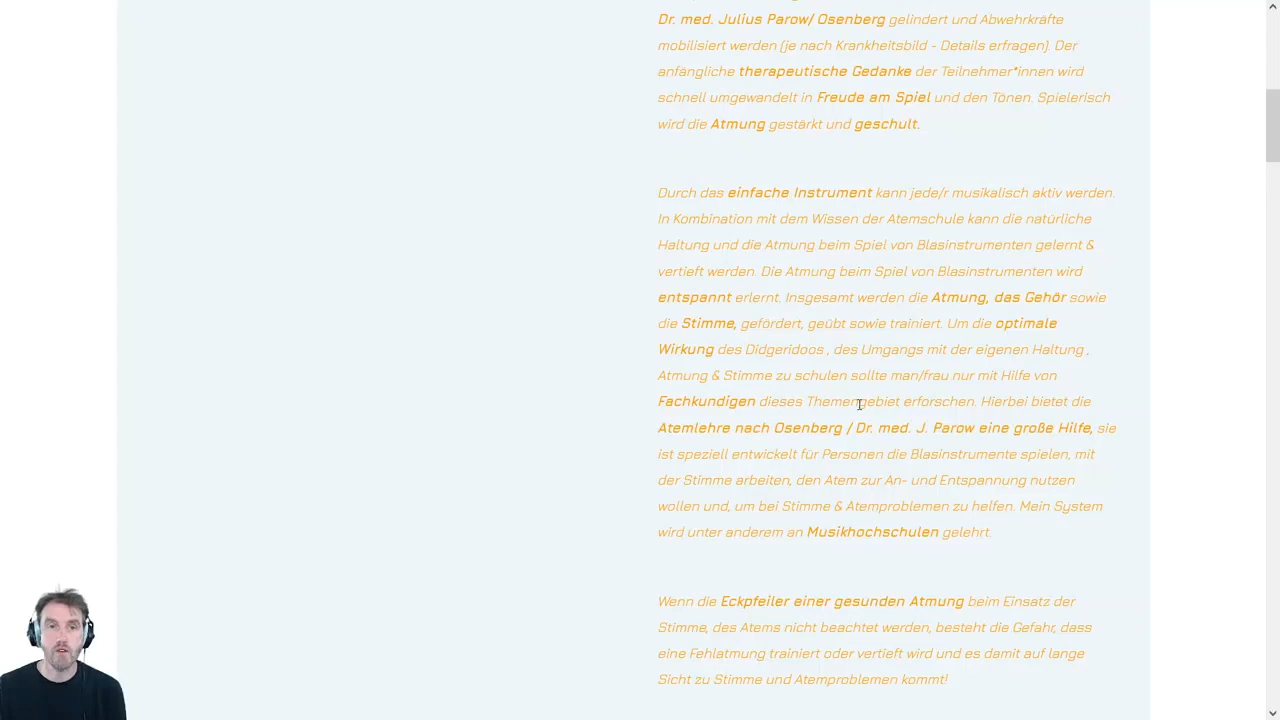 Dr. med. Julius Parow/ Osenberg gelindert und Abwehrkräfte
mobilisiert werden (je nach Krankheitsbild - Details erfragen). Der
anfängliche therapeutische Gedanke der Teilnehmer*innen wird
schnell umgewandelt in Freude am Spiel und den Tönen. Spielerisch
wird die Atmung gestärkt und geschult.
Durch das einfache Instrument kann jede/r musikalisch aktiv werden.
In Kombination mit dem Wissen der Atemschule kann die natürliche
Haltung und die Atmung beim Spiel von Blasinstrumenten gelernt &
vertieft werden. Die Atmung beim Spiel von Blasinstrumenten wird
entspannt erlernt. Insgesamt werden die Atmung, das Gehör sowie
die Stimme, gefördert, geübt sowie trainiert. Um die optimale
Wirkung des Didgeridoos , des Umgangs mit der eigenen Haltung ,
Atmung & Stimme zu schulen sollte man/frau nur mit Hilfe von
Fachkundigen dieses Themengebiet erforschen. Hierbei bietet die
Atemlehre nach Osenberg / Dr. med. J. Parow eine große Hilfe, sie
ist speziell entwickelt für Personen die Blasinstrumente spielen, mit
der Stimme arbeiten, den Atem zur An- und Entspannung nutzen
wollen und, um bei Stimme & Atemproblemen zu helfen. Mein System
wird unter anderem an Musikhochschulen gelehrt.
Wenn die Eckpfeiler einer gesunden Atmung beim Einsatz der
Stimme, des Atems nicht beachtet werden, besteht die Gefahr, dass
eine Fehlatmung trainiert oder vertieft wird und es damit auf lange
Sicht zu Stimme und Atemproblemen kommt!